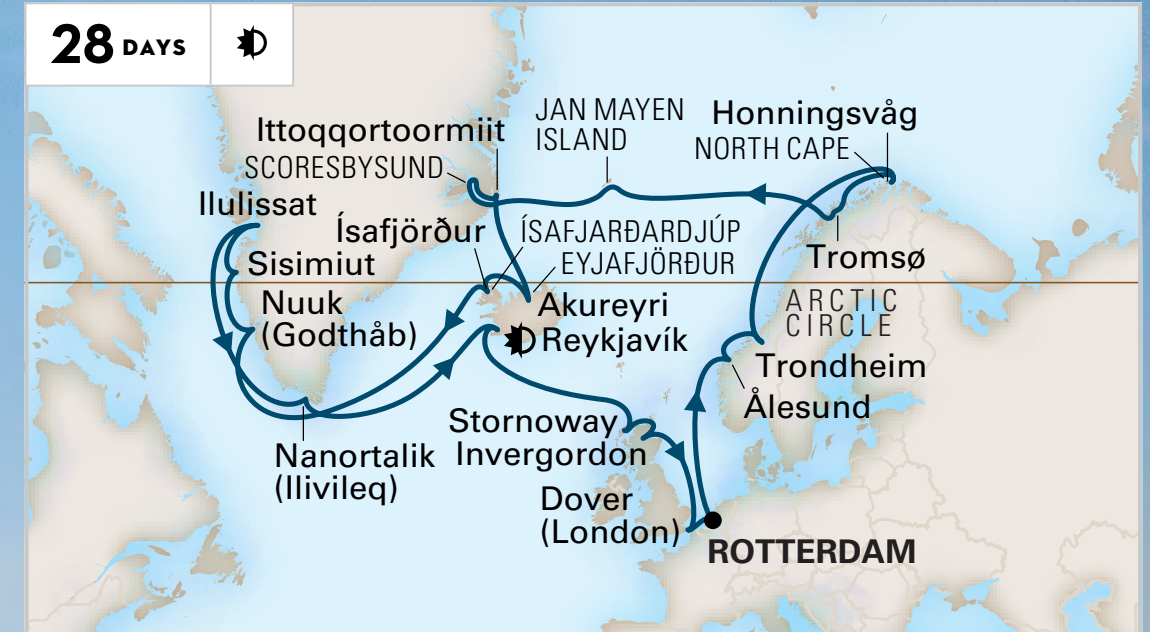 28 DAYS
JAN MAYEN
ISLAND
Honningsvåg
NORTH CAPE
Ittoqqortoormiit
SCORESBYSUND
Ilulissat
Ísafjörður
ÍSAFJARÐARDJÚP
EYJAFJÖRÐUR
Tromsø
Sisimiut
Nuuk
(Godthåb)
Akureyri
Reykjavík
ARCTIC
CIRCLE
Trondheim
Ålesund
Stornoway
Invergordon
Nanortalik
(Ilivileq)
Dover
(London)
ROTTERDAM